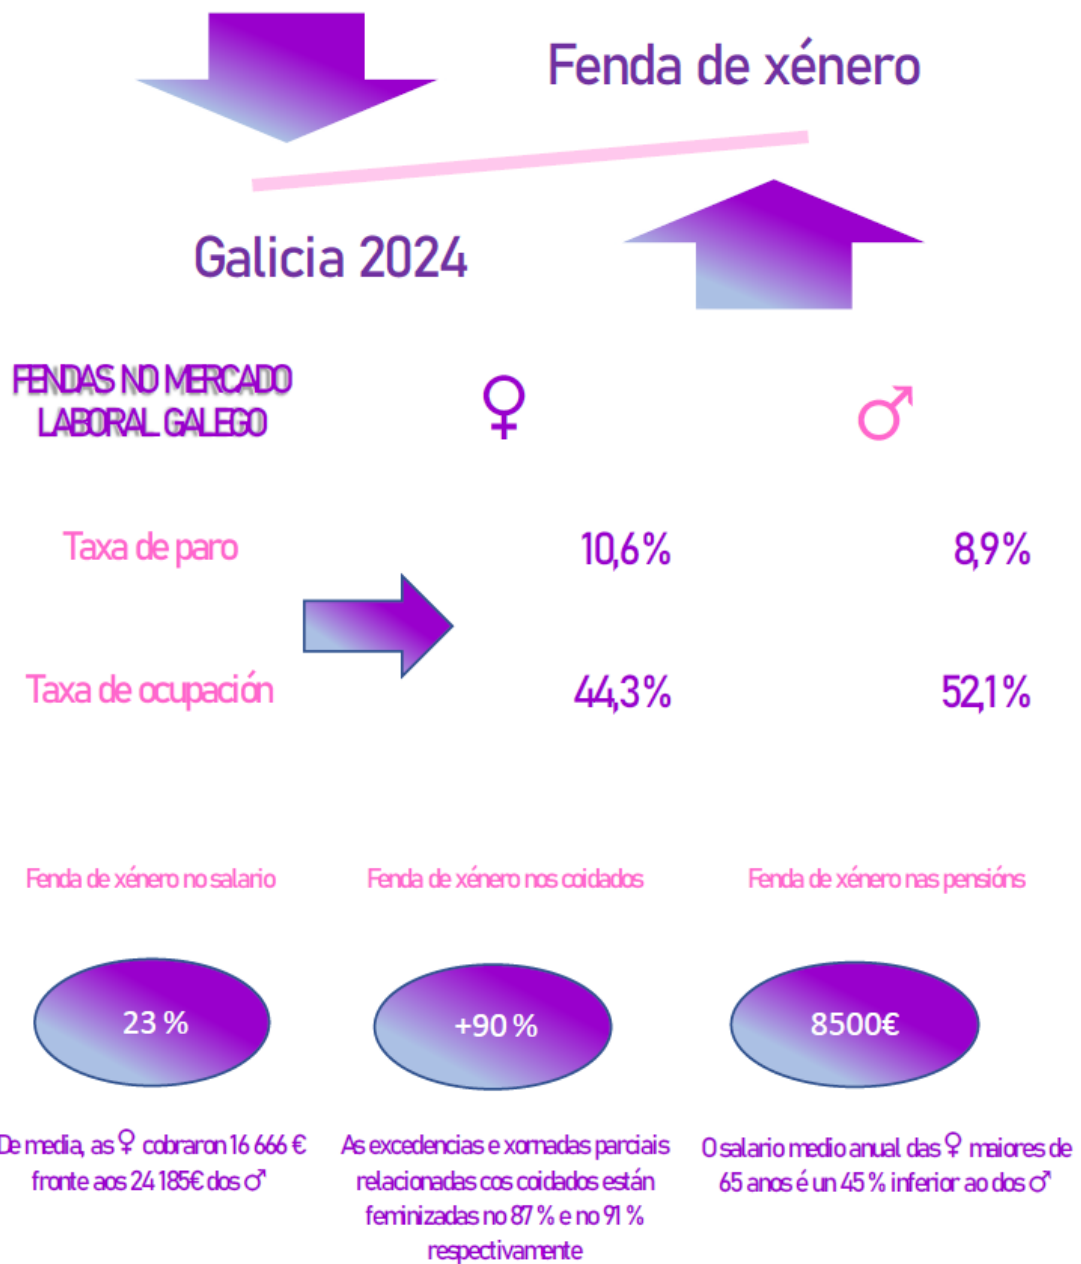 Fenda de xénero
Galicia 2024
FENDAS NO MERCADO
LABORAL GALEGO
♀
♂
Taxa de paro
10,6 %
8,9 %
Taxa de ocupación
44,3 %
52,1 %
Fenda de xénero no salario
Fenda de xénero nos coidados
Fenda de xénero nas pensións
23 %
+90 %
8500€
De media, as ♀ cobraron 16 666 €
fronte aos 24 185€ dos ♂
As excedencias e xornadas parciais
relacionadas cos coidados están
feminizadas no 87 % e no 91 %
respectivamente
O salario medio anual das ♀ maiores de
65 anos é un 45 % inferior ao dos ♂